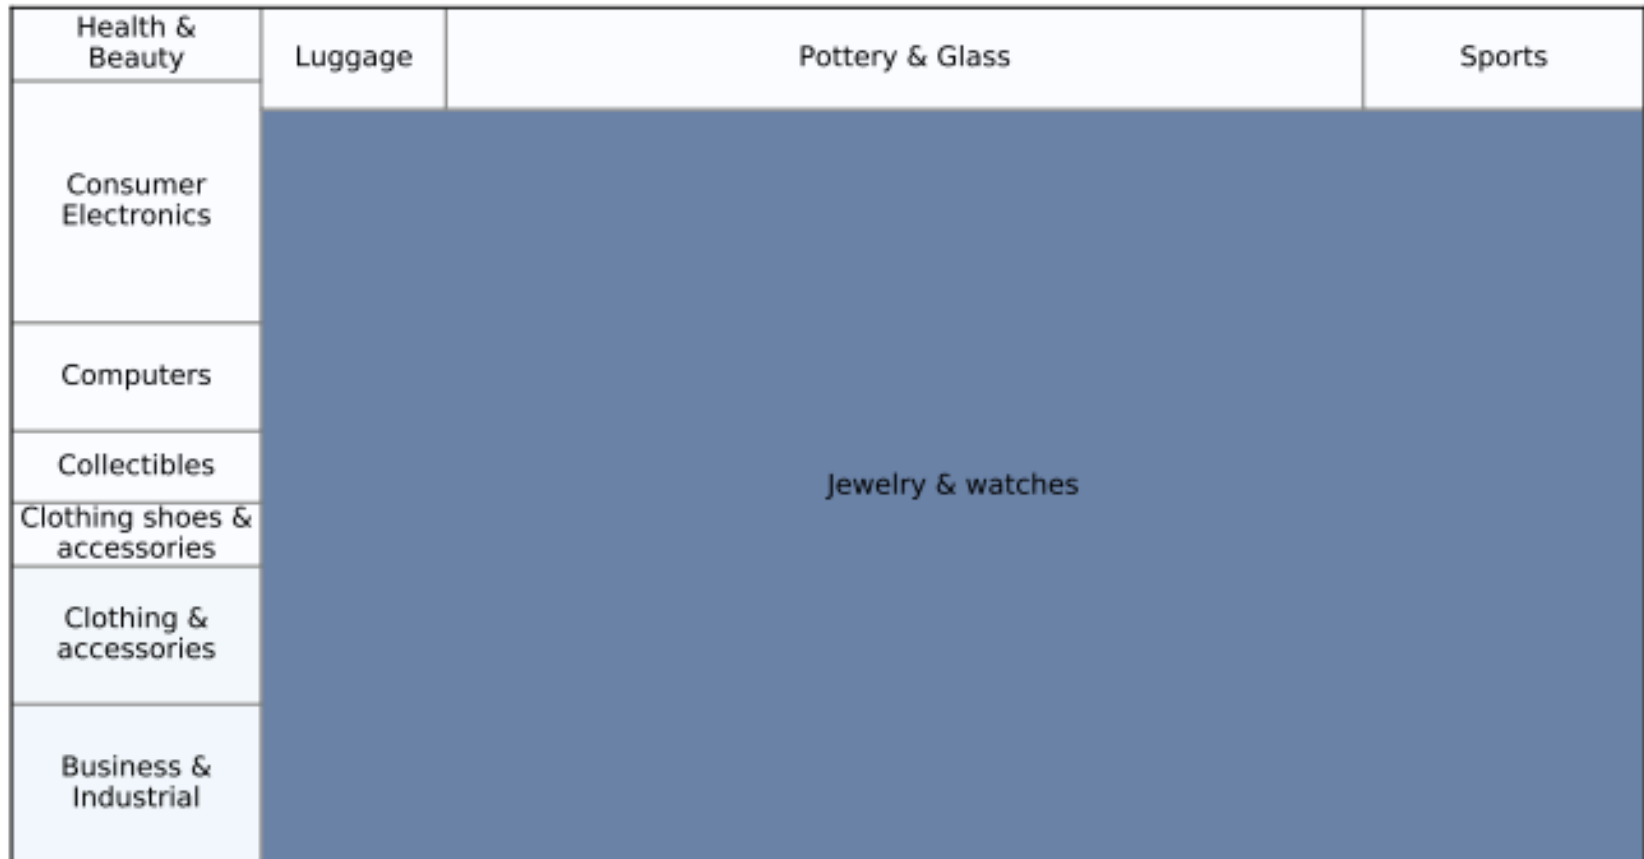 Health &
Beauty
Luggage
Pottery & Glass
Sports
Consumer
Electronics
Computers
Collectibles
Jewelry & watches
Clothing shoes &
accessories
Clothing &
accessories
Business &
Industrial